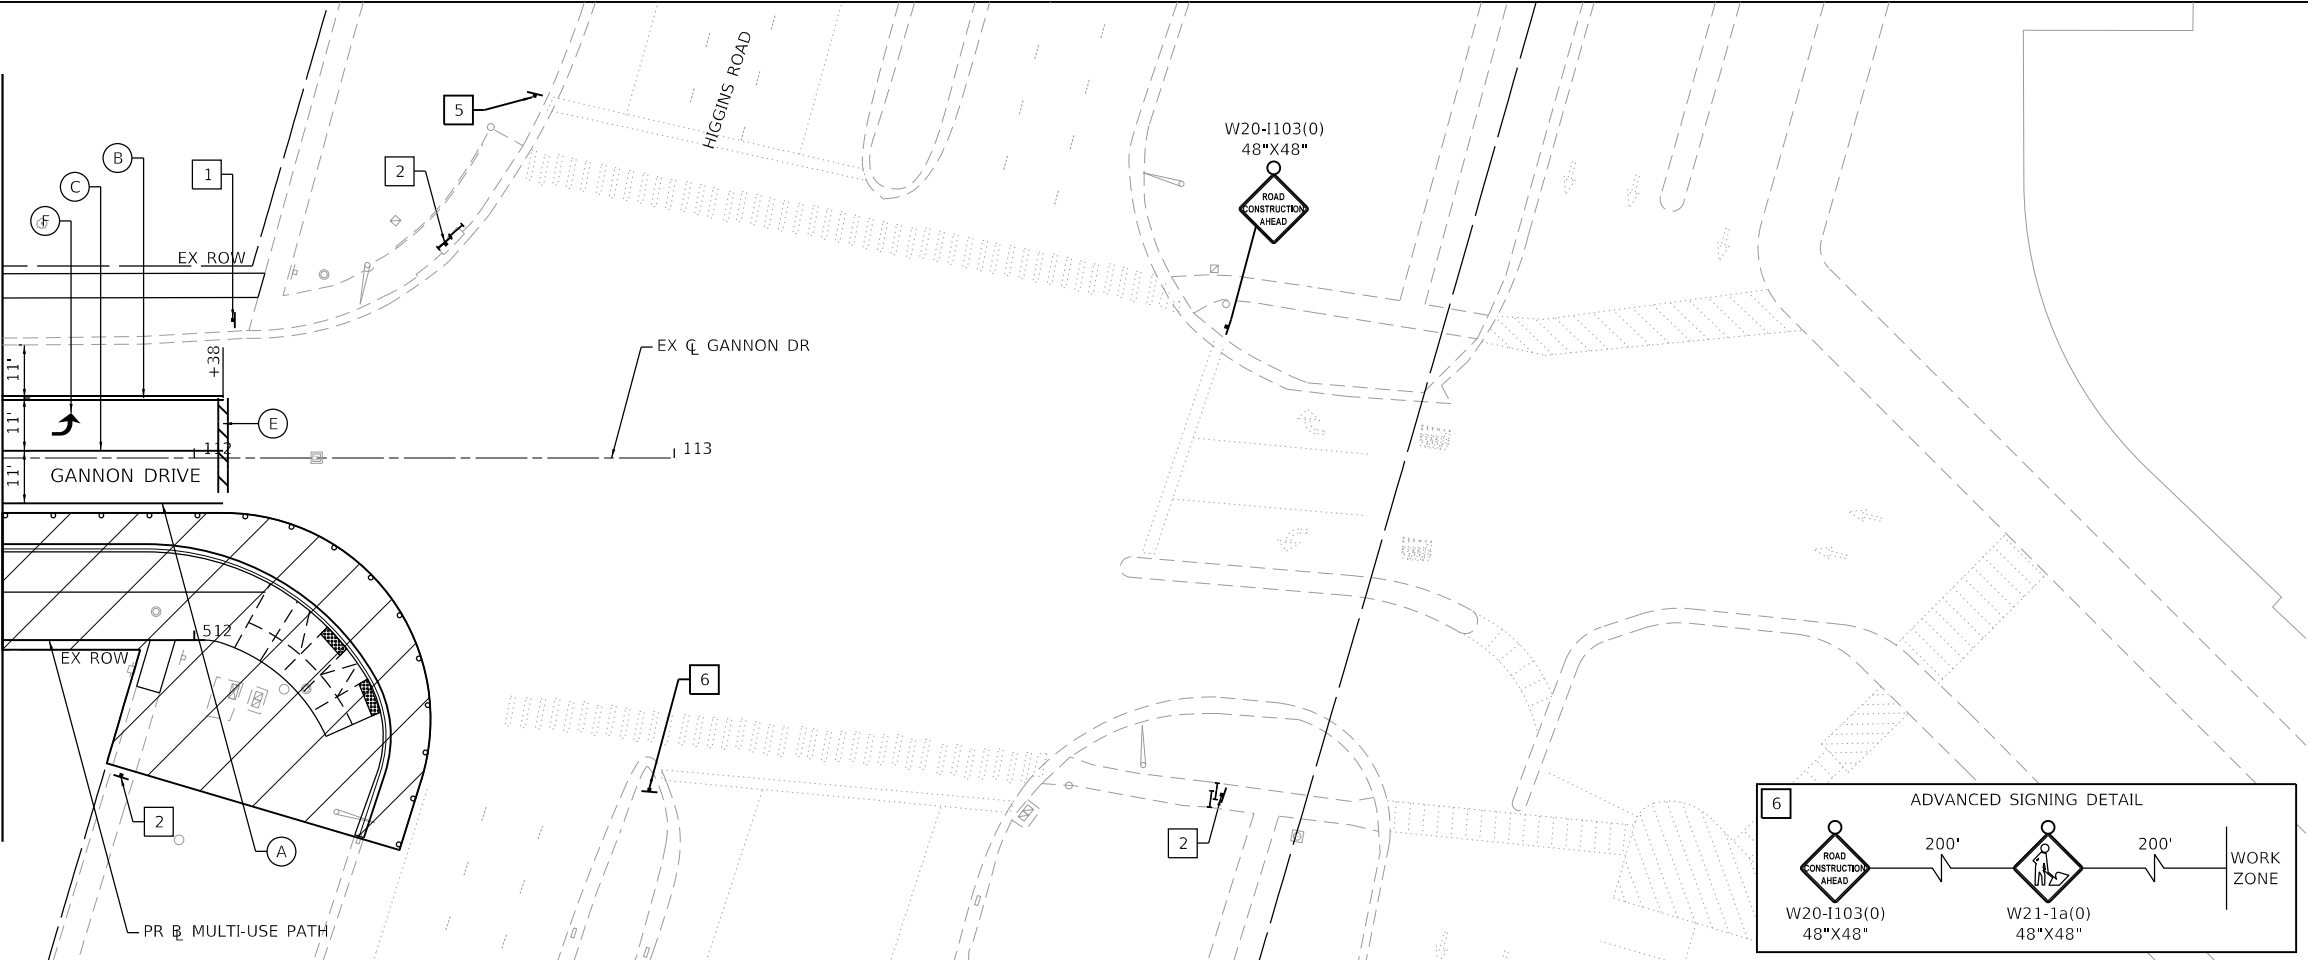 HIGGINS ROAD
5
W20-I103(0)
48"X48"
ROAD
CONSTRUCTION
AHEAD
B
1
2
C
F
EX ROW
EX CL GANNON DR
+38
11'
11'
11'
E
112
113
GANNON DRIVE
512
EX ROW
6
2
A
2
PR BL MULTI-USE PATH
6
ADVANCED SIGNING DETAIL
200'
200'
ROAD
CONSTRUCTION
AHEAD
WORK
ZONE
W20-I103(0)
48"X48"
W21-1a(0)
48"X48"